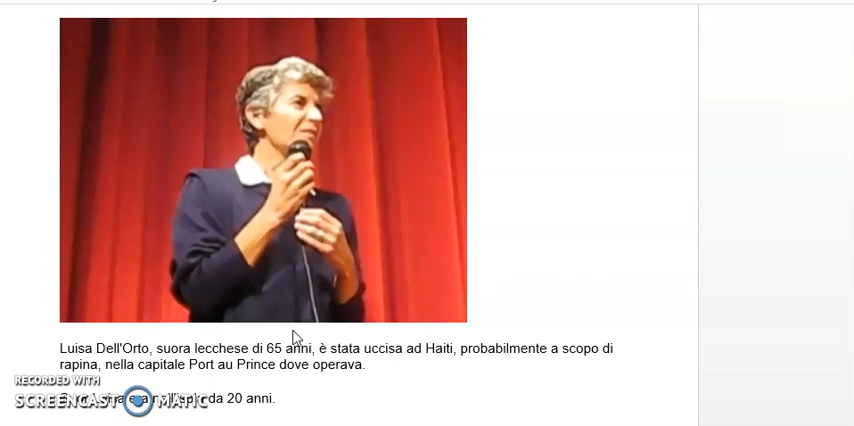 Luisa Dell'Orto, suora lecchese di 65 anni, è stata uccisa ad Haiti, probabilmente a scopo di
rapina, nella capitale Port au Prince dove operava.
RECORDED WITH
SCREENCAST MATIC
da 20 anni.